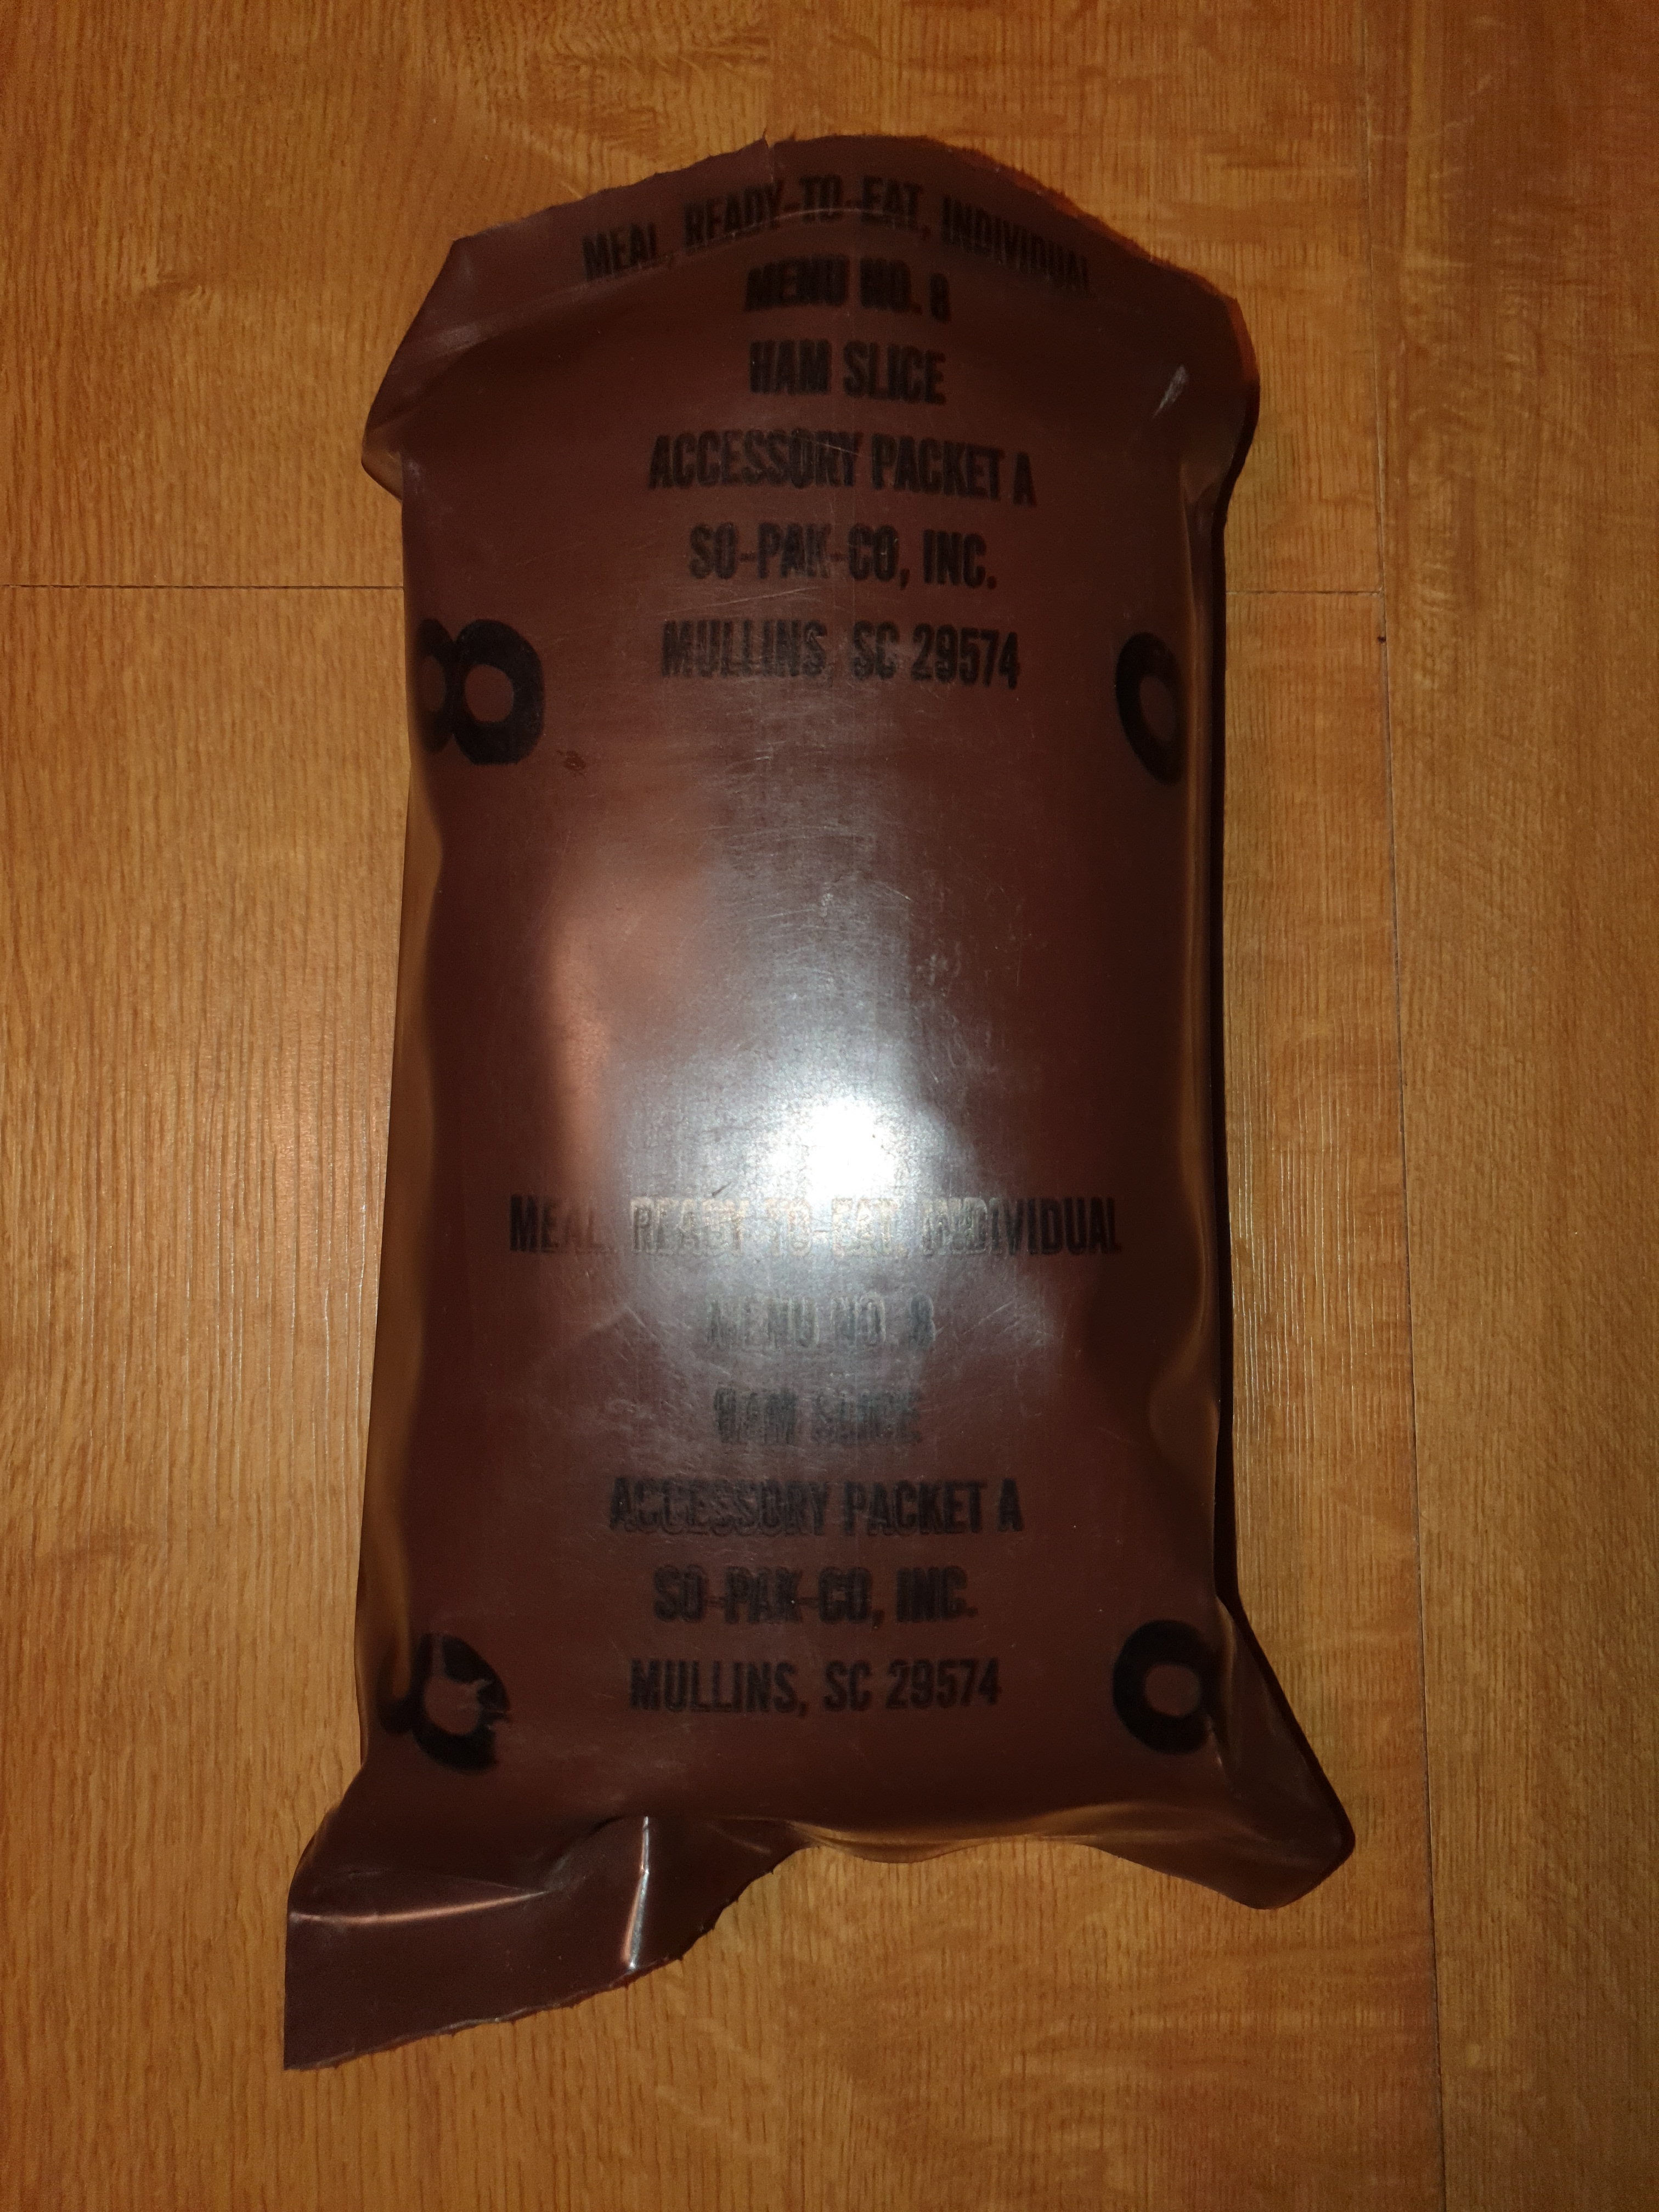 MEAL, READY-TO-EAT, INDIVIDUAL
MENU NO. 8
HAM SLICE
ACCESSORY PACKET A
SO-PAK-CO, INC.
MULLINS, SC 29574
8
MEAL, READY-TO-EAT, INDIVIDUAL
MENU NO. 8
HAM SLICE
ACCESSORY PACKET A
SO-PAK-CO, INC.
MULLINS, SC 29574